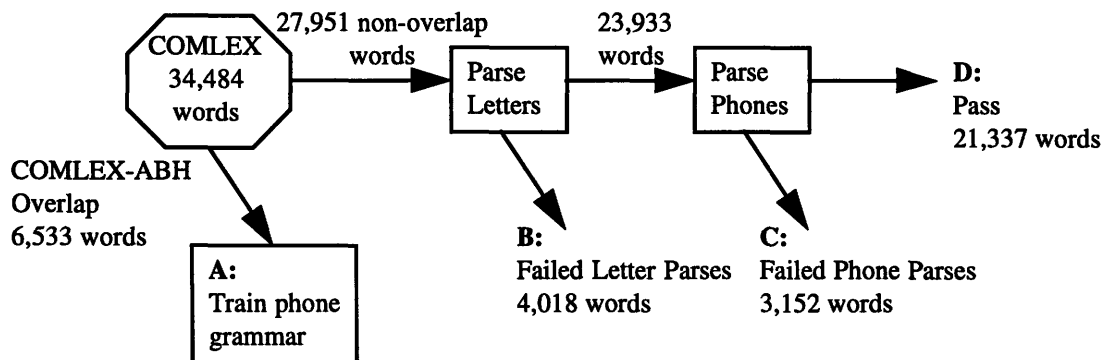 COMLEX
34,484
words
27,951 non-overlap
words
Parse
Letters
23,933
words
Parse
Phones
D:
Pass
21,337 words
COMLEX-ABH
Overlap
6,533 words
A:
Train phone
grammar
B:
Failed Letter Parses
4,018 words
C:
Failed Phone Parses
3,152 words